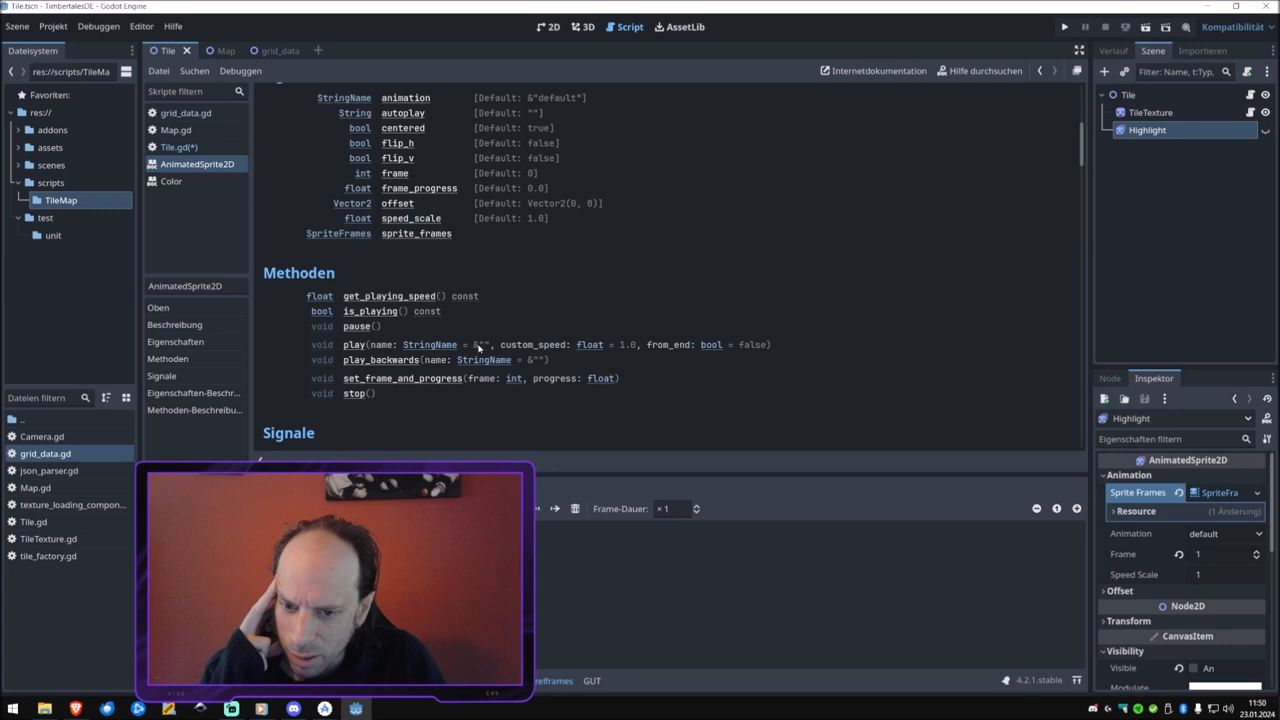 Tile.tscn - TimbertalesDE - Godot Engine
Szene Projekt Debuggen Editor Hilfe
2D 3D Script AssetLib
Kompatibilität
Dateisystem
Tile Map grid_data
Verlauf Szene Importieren
res://scripts/TileMa
Datei Suchen Debuggen
Internetdokumentation Hilfe durchsuchen
Filter: Name, t:Typ,
Favoriten:
res://
addons
assets
scenes
scripts
TileMap
test
unit
Skripte filtern
grid_data.gd
Map.gd
Tile.gd(*)
AnimatedSprite2D
Color
AnimatedSprite2D
Oben
Beschreibung
Eigenschaften
Methoden
Signale
Eigenschaften-Beschr...
Methoden-Beschreibu...
StringName animation [Default: &"default"]
String autoplay [Default: ""]
bool centered [Default: true]
bool flip_h [Default: false]
bool flip_v [Default: false]
int frame [Default: 0]
float frame_progress [Default: 0.0]
Vector2 offset [Default: Vector2(0, 0)]
float speed_scale [Default: 1.0]
SpriteFrames sprite_frames
Methoden
float get_playing_speed() const
bool is_playing() const
void pause()
void play(name: StringName = &"", custom_speed: float = 1.0, from_end: bool = false)
void play_backwards(name: StringName = &"")
void set_frame_and_progress(frame: int, progress: float)
void stop()
Signale
Tile
TileTexture
Highlight
Dateien filtern
..
Camera.gd
grid_data.gd
json_parser.gd
Map.gd
texture_loading_compon...
Tile.gd
TileTexture.gd
tile_factory.gd
Frame-Dauer: × 1
zelframes GUT
4.2.1.stable
Node Inspektor
Highlight
Eigenschaften filtern
AnimatedSprite2D
Animation
Sprite Frames SpriteFra
Resource (1 Änderung)
Animation default
Frame 1
Speed Scale 1
Offset
Node2D
Transform
CanvasItem
Visibility
Visible An
Modulate
11:50
23.01.2024